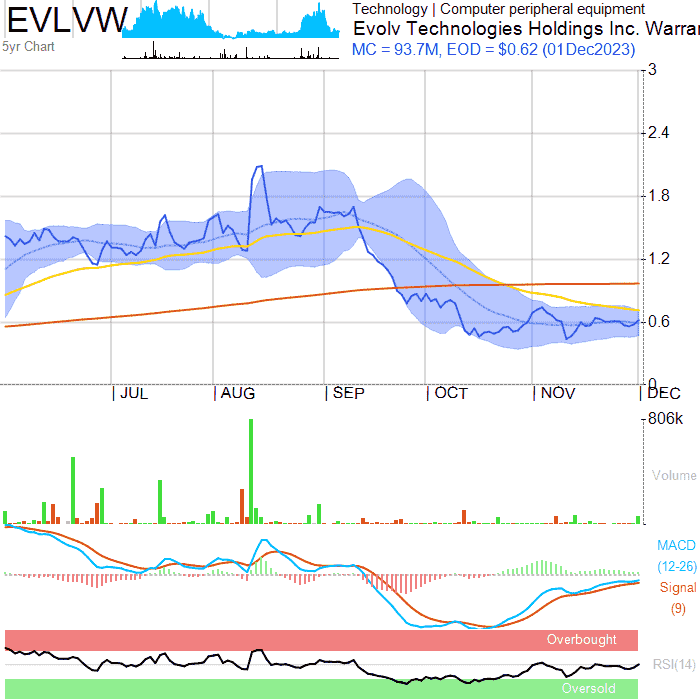 EVLVW
5yr Chart
Technology | Computer peripheral equipment
Evolv Technologies Holdings Inc. Warran
MC = 93.7M, EOD = $0.62 (01Dec2023)
3
2.4
1.8
1.2
0.6
0
JUL AUG SEP OCT NOV DEC
806k
Volume
MACD
(12-26)
Signal
(9)
Overbought
RSI(14)
Oversold